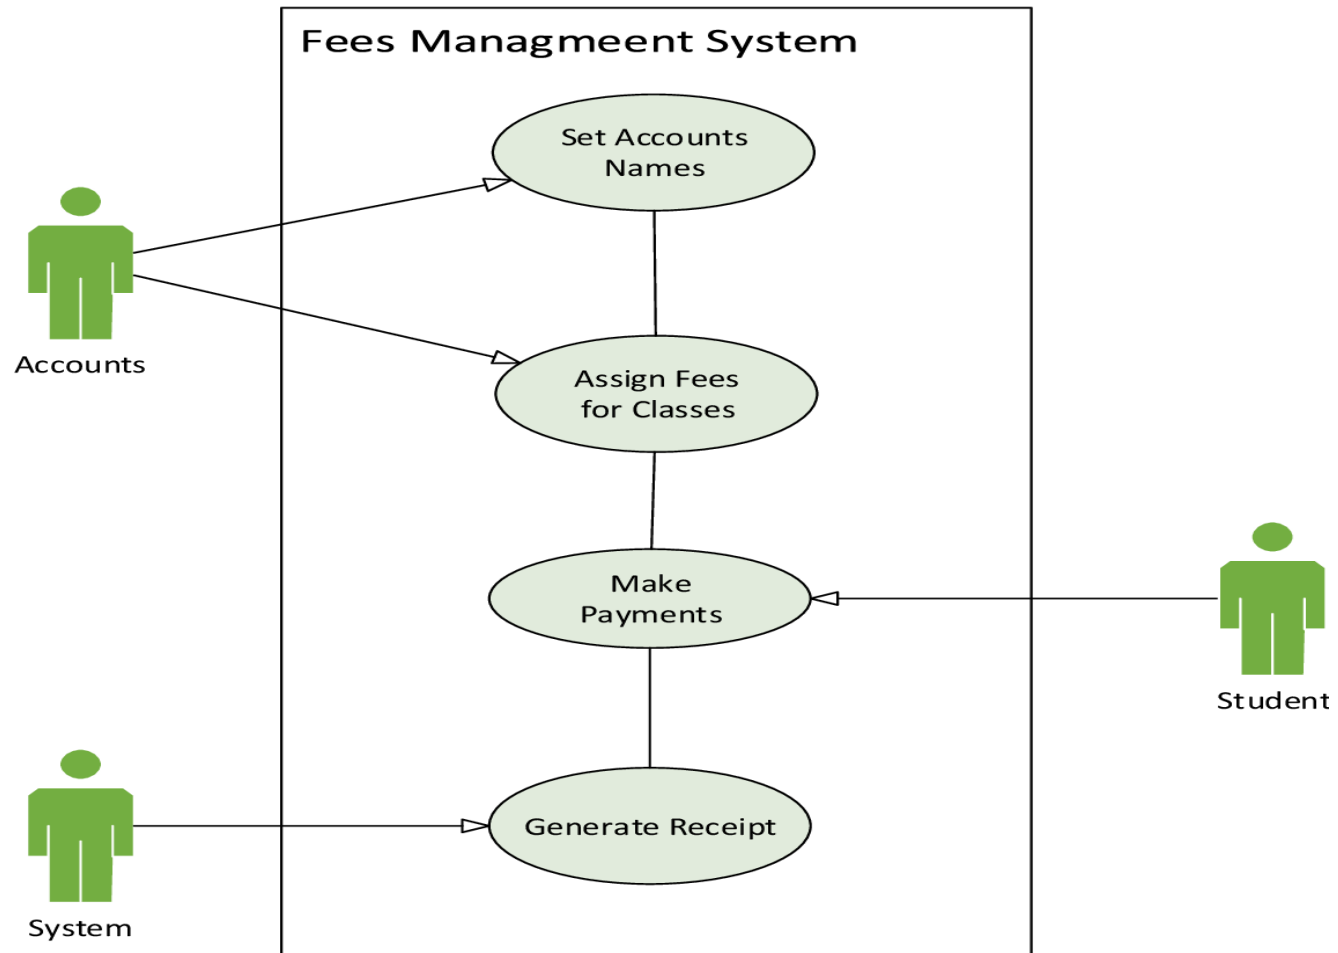 Fees Managmeent System
Set Accounts
Names
Accounts
Assign Fees
for Classes
Make
Payments
Student
Generate Receipt
System